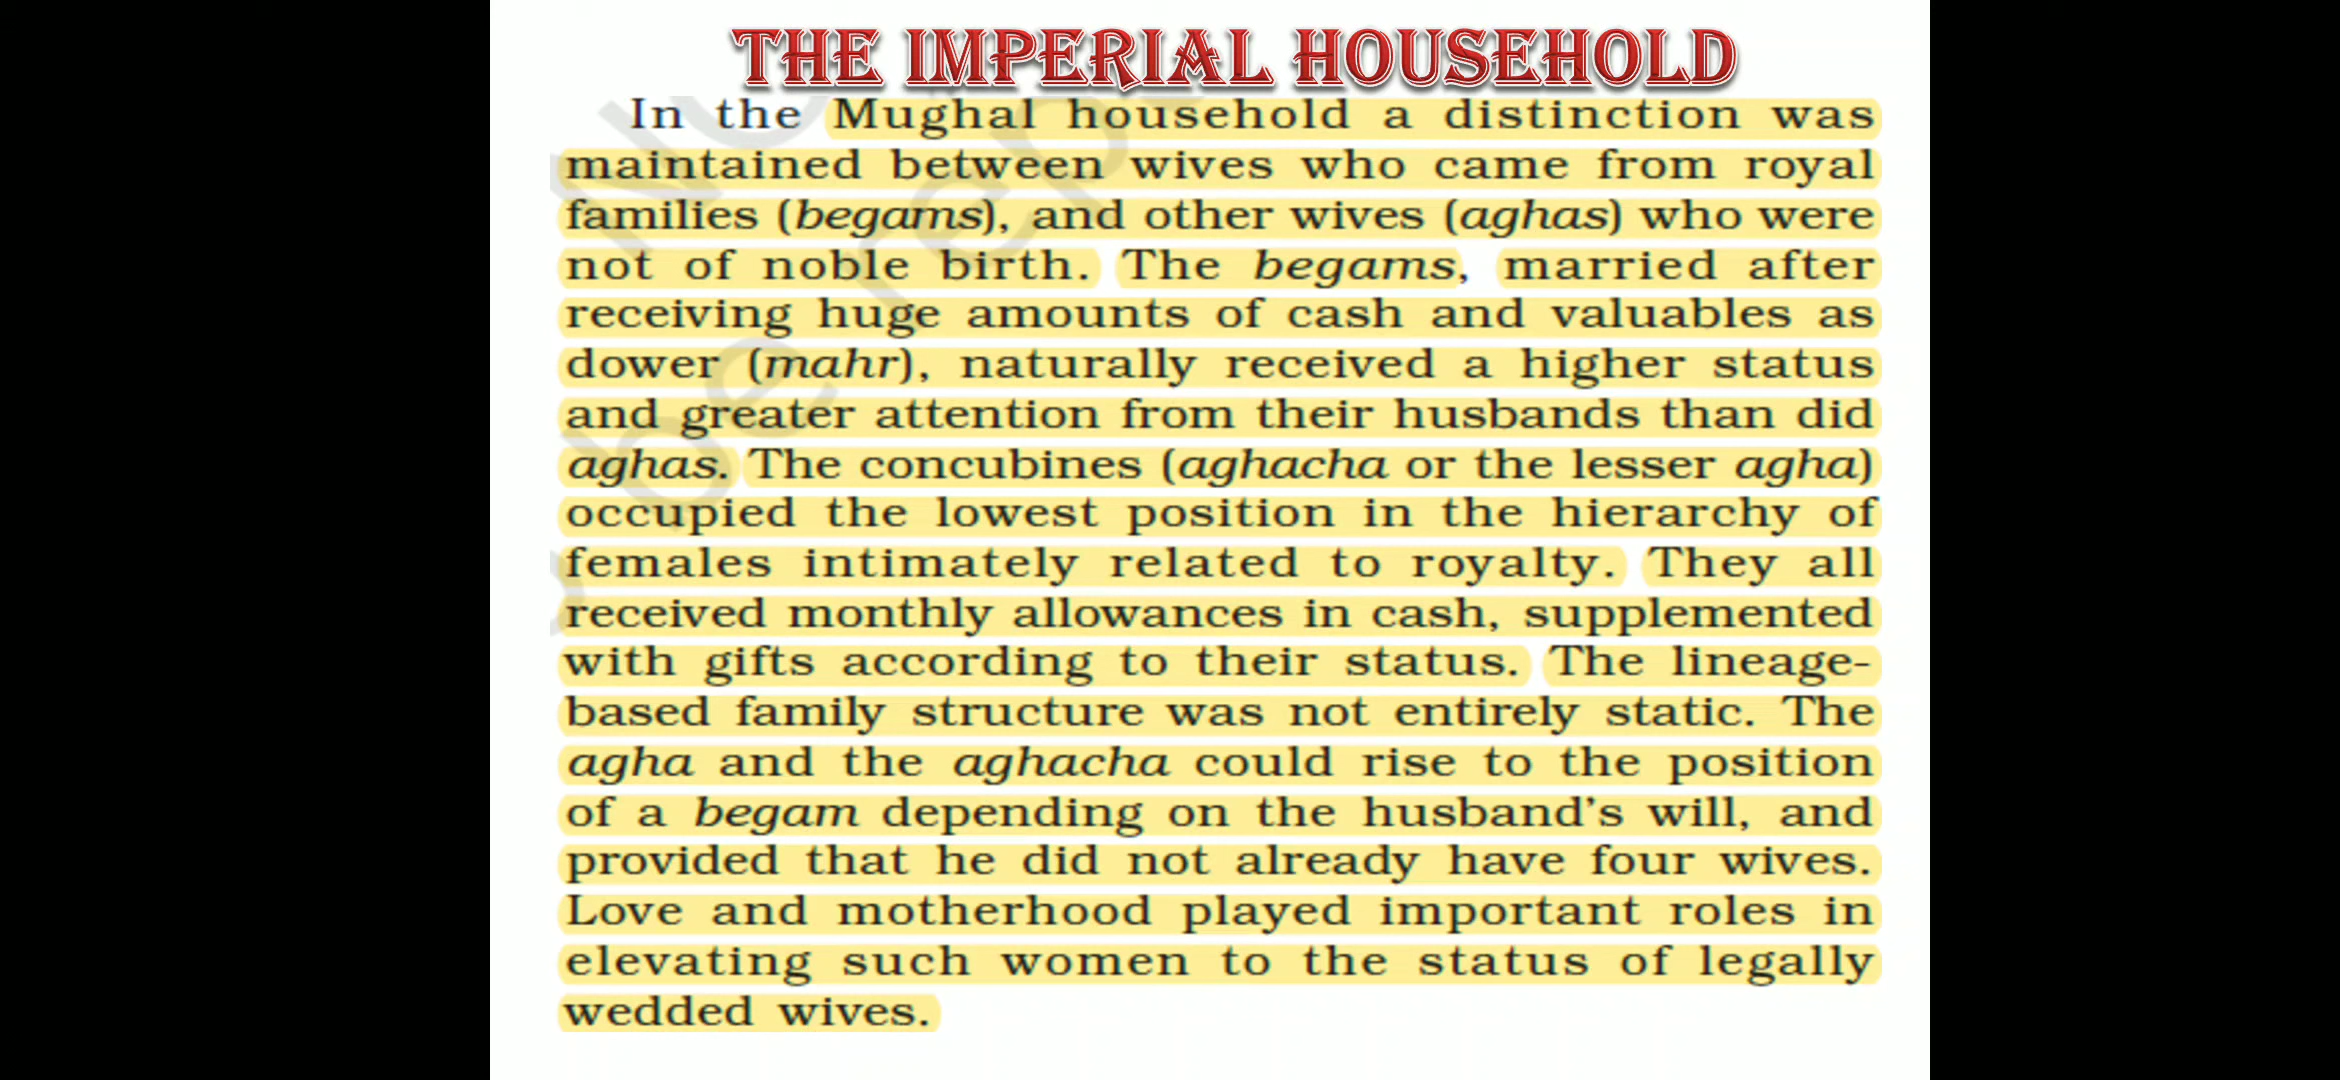 THE IMPERIAL HOUSEHOLD
In the Mughal household a distinction was
maintained between wives who came from royal
families (begams), and other wives (aghas) who were
not of noble birth. The begams, married after
receiving huge amounts of cash and valuables as
dower (mahr), naturally received a higher status
and greater attention from their husbands than did
aghas. The concubines (aghacha or the lesser agha)
occupied the lowest position in the hierarchy of
females intimately related to royalty. They all
received monthly allowances in cash, supplemented
with gifts according to their status. The lineage-
based family structure was not entirely static. The
agha and the aghacha could rise to the position
of a begam depending on the husband’s will, and
provided that he did not already have four wives.
Love and motherhood played important roles in
elevating such women to the status of legally
wedded wives.